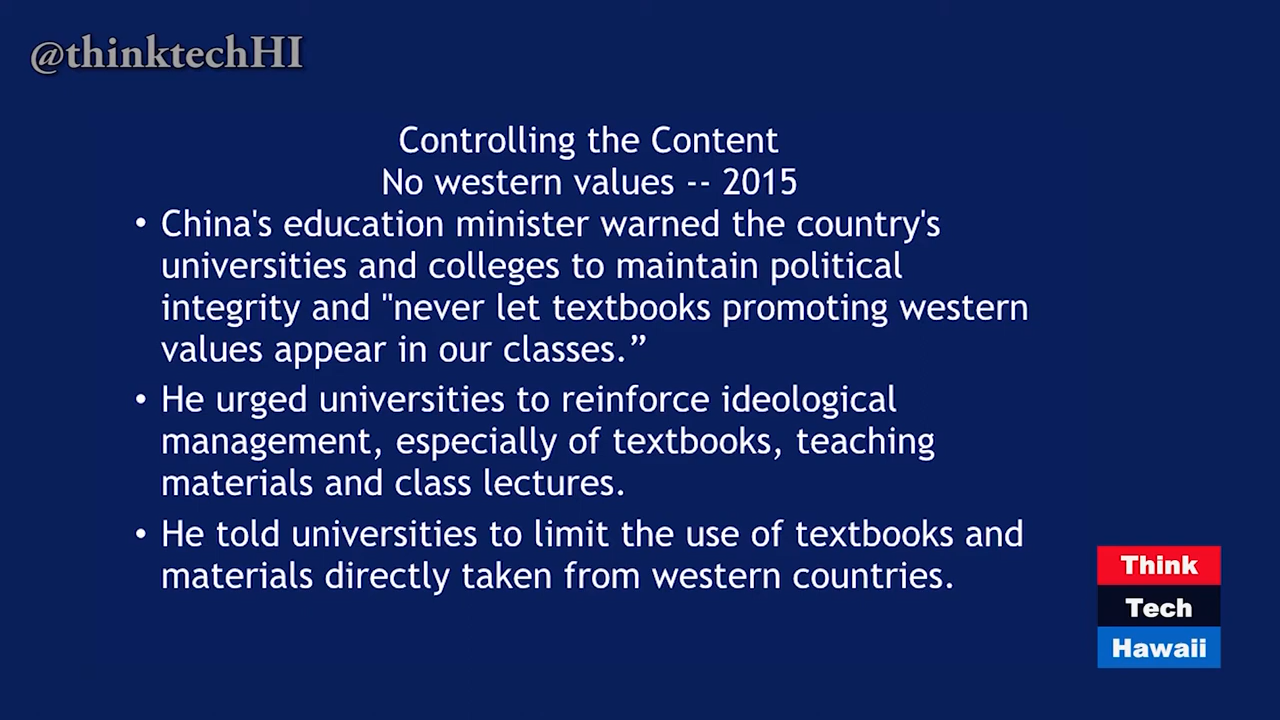 @thinktechHI
Controlling the Content
No western values -- 2015
• China's education minister warned the country's
universities and colleges to maintain political
integrity and "never let textbooks promoting western
values appear in our classes.”
• He urged universities to reinforce ideological
management, especially of textbooks, teaching
materials and class lectures.
• He told universities to limit the use of textbooks and
materials directly taken from western countries.
Think
Tech
Hawaii